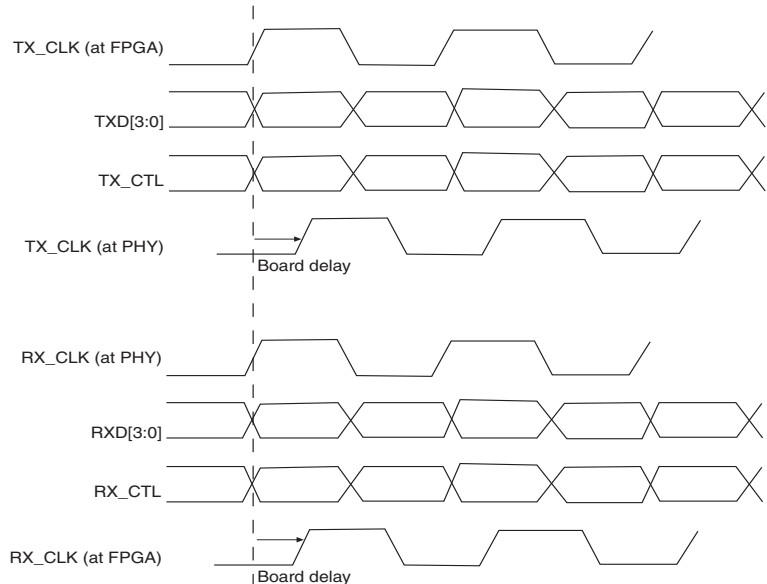 TX_CLK (at FPGA)
TXD[3:0]
TX_CTL
TX_CLK (at PHY)
Board delay
RX_CLK (at PHY)
RXD[3:0]
RX_CTL
RX_CLK (at FPGA)
Board delay